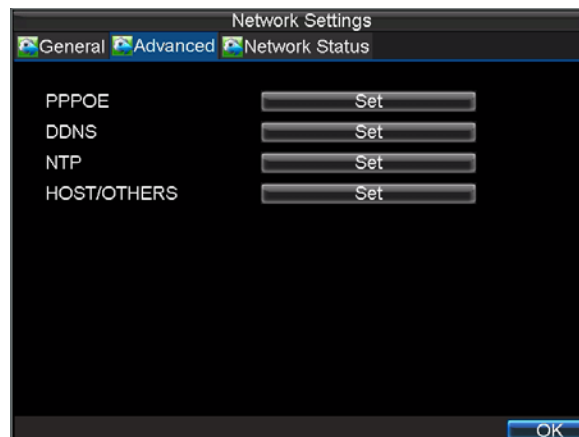 Network Settings
General Advanced Network Status
PPPOE Set
DDNS Set
NTP Set
HOST/OTHERS Set
OK